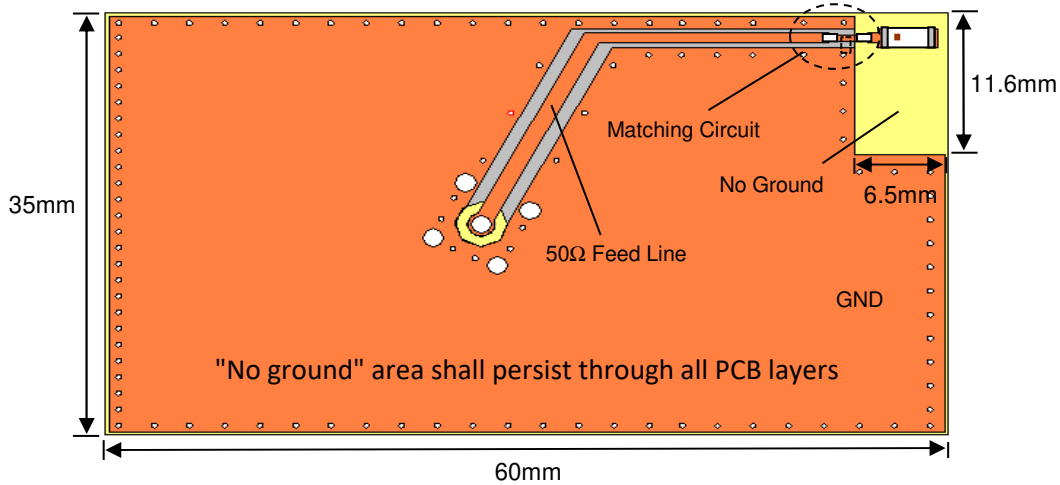 11.6mm
Matching Circuit
No Ground
6.5mm
35mm
50Ω Feed Line
GND
"No ground" area shall persist through all PCB layers
60mm